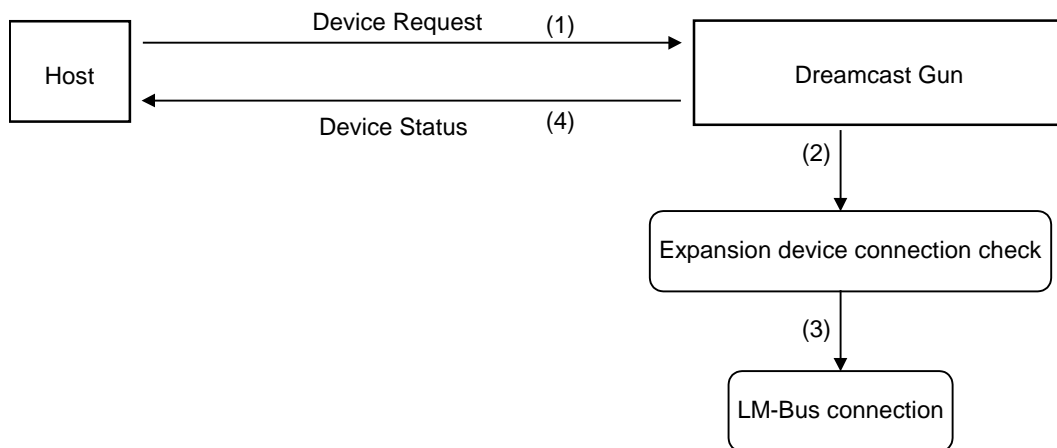 Device Request (1)
Host
Dreamcast Gun
Device Status (4)
(2)
Expansion device connection check
(3)
LM-Bus connection